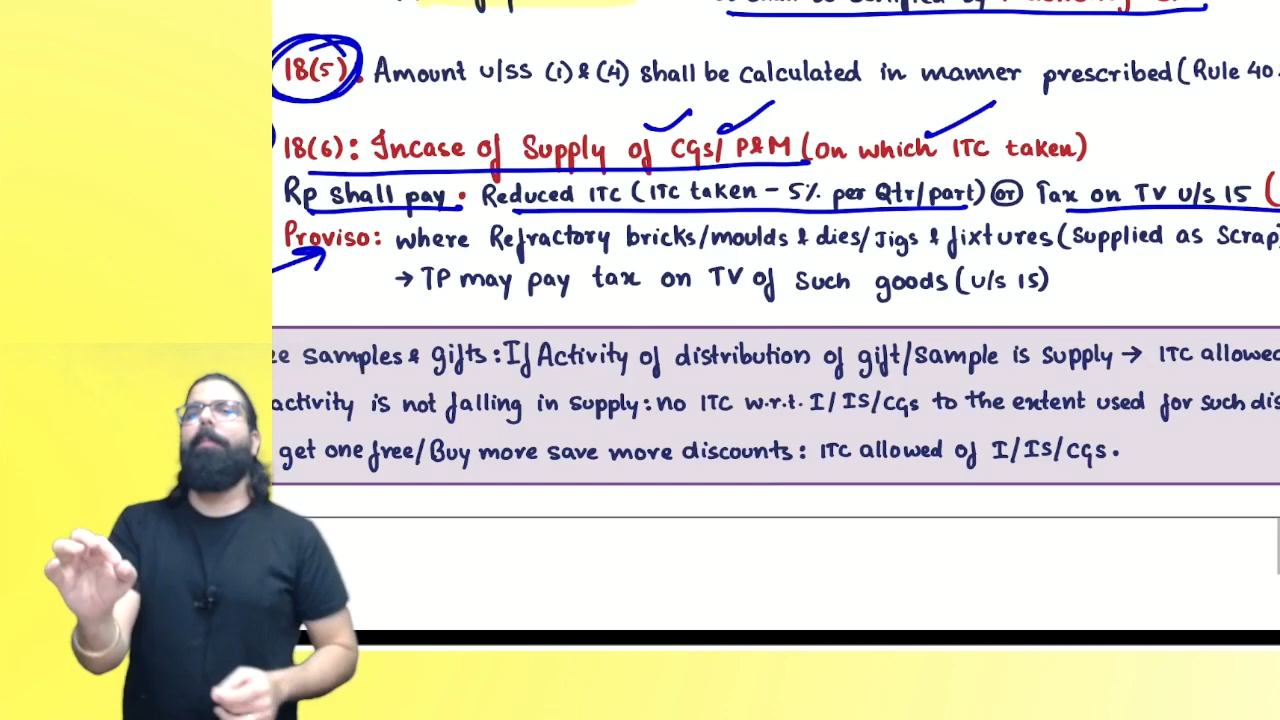 18(5). Amount u/ss (1) & (4) shall be calculated in manner prescribed (Rule 40
18(6): Incase of Supply of CGs/ P&M (on which ITC taken)
Rp shall pay • Reduced ITC (ITC taken - 5% per Qtr/part) or Tax on TV u/s 15 (
Proviso: where Refractory bricks/moulds & dies/Jigs & fixtures (Supplied as Scrap
→ TP may pay tax on TV of such goods (u/s 15)
ee samples & gifts: If Activity of distribution of gift/sample is supply → ITC allowed
activity is not falling in supply: no ITC w.r.t. I/IS/CGs to the extent used for such dis
get one free/Buy more save more discounts: ITC allowed of I/IS/CGs.